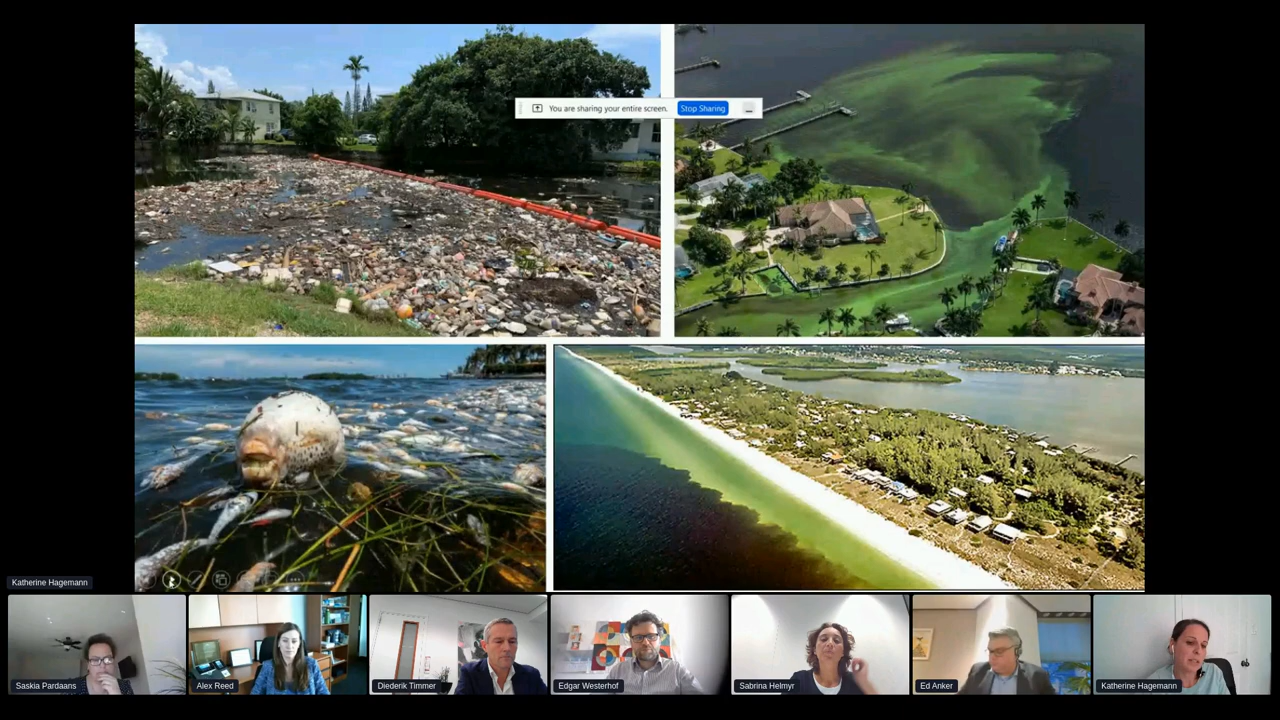 You are sharing your entire screen.
Stop Sharing
Katherine Hagemann
Saskia Pardaans
Alex Reed
Diederik Timmer
Edgar Westerhof
Sabrina Helmyr
Ed Anker
Katherine Hagemann